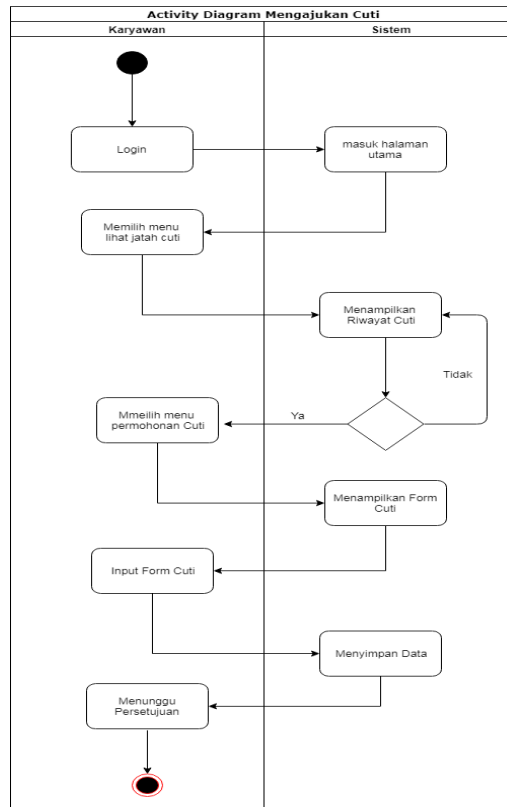 Activity Diagram Mengajukan Cuti
Karyawan
Sistem
Login
masuk halaman
utama
Memilih menu
lihat jatah cuti
Menampilkan
Riwayat Cuti
Tidak
Ya
Mmeilih menu
permohonan Cuti
Menampilkan Form
Cuti
Input Form Cuti
Menyimpan Data
Menunggu
Persetujuan